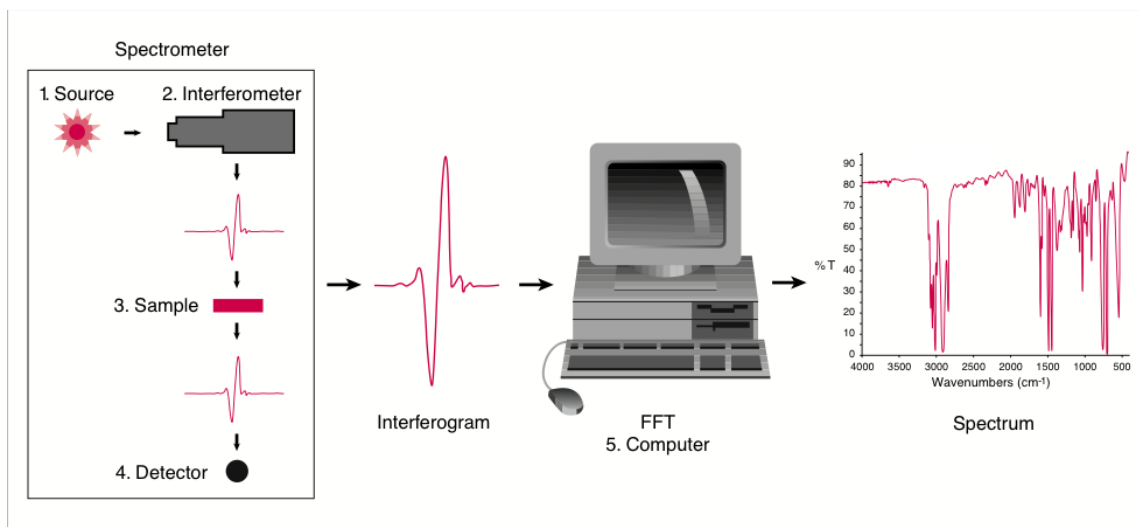 Spectrometer
1. Source
2. Interferometer
3. Sample
4. Detector
Interferogram
FFT
5. Computer
90
80
70
60
50
%T
40
30
20
10
0
4000 3500 3000 2500 2000 1500 1000 500
Wavenumbers (cm-1)
Spectrum